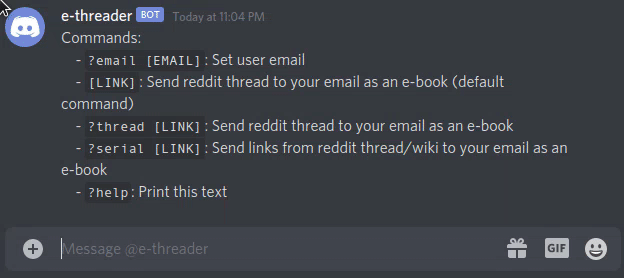 e-threader BOT Today at 11:04 PM
Commands:
- ?email [EMAIL]: Set user email
- [LINK]: Send reddit thread to your email as an e-book (default
command)
- ?thread [LINK]: Send reddit thread to your email as an e-book
- ?serial [LINK]: Send links from reddit thread/wiki to your email as an
e-book
- ?help: Print this text
Message @e-threader GIF